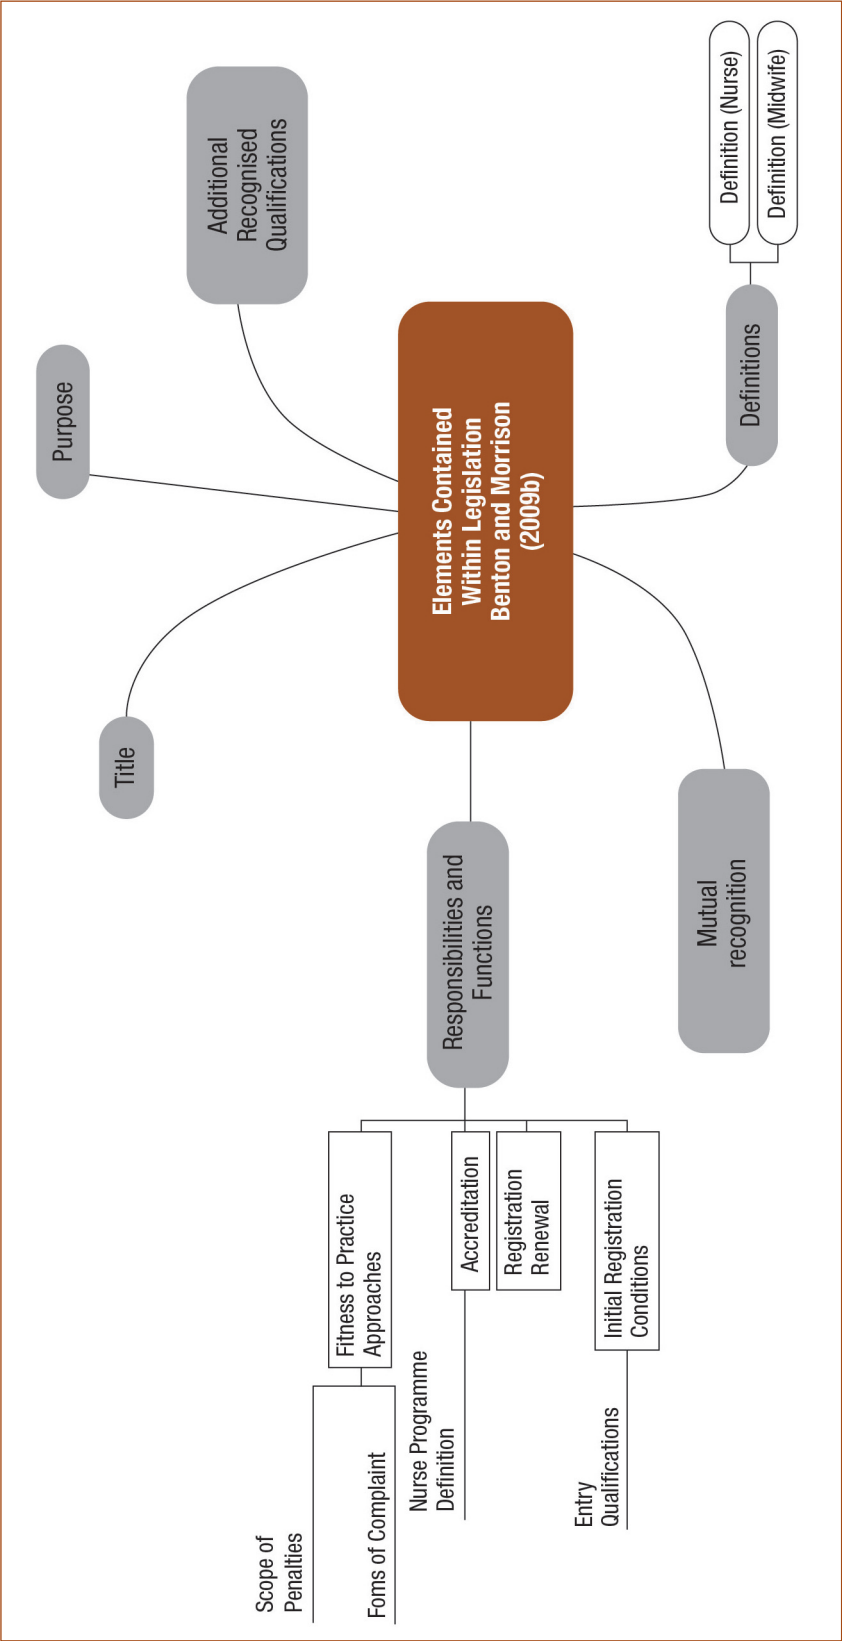 Elements Contained
Within Legislation
Benton and Morrison
(2009b)
Title
Purpose
Additional
Recognised
Qualifications
Responsibilities and
Functions
Fitness to Practice
Approaches
Scope of
Penalties
Foms of Complaint
Accreditation
Nurse Programme
Definition
Registration
Renewal
Initial Registration
Conditions
Entry
Qualifications
Mutual
recognition
Definitions
Definition (Nurse)
Definition (Midwife)